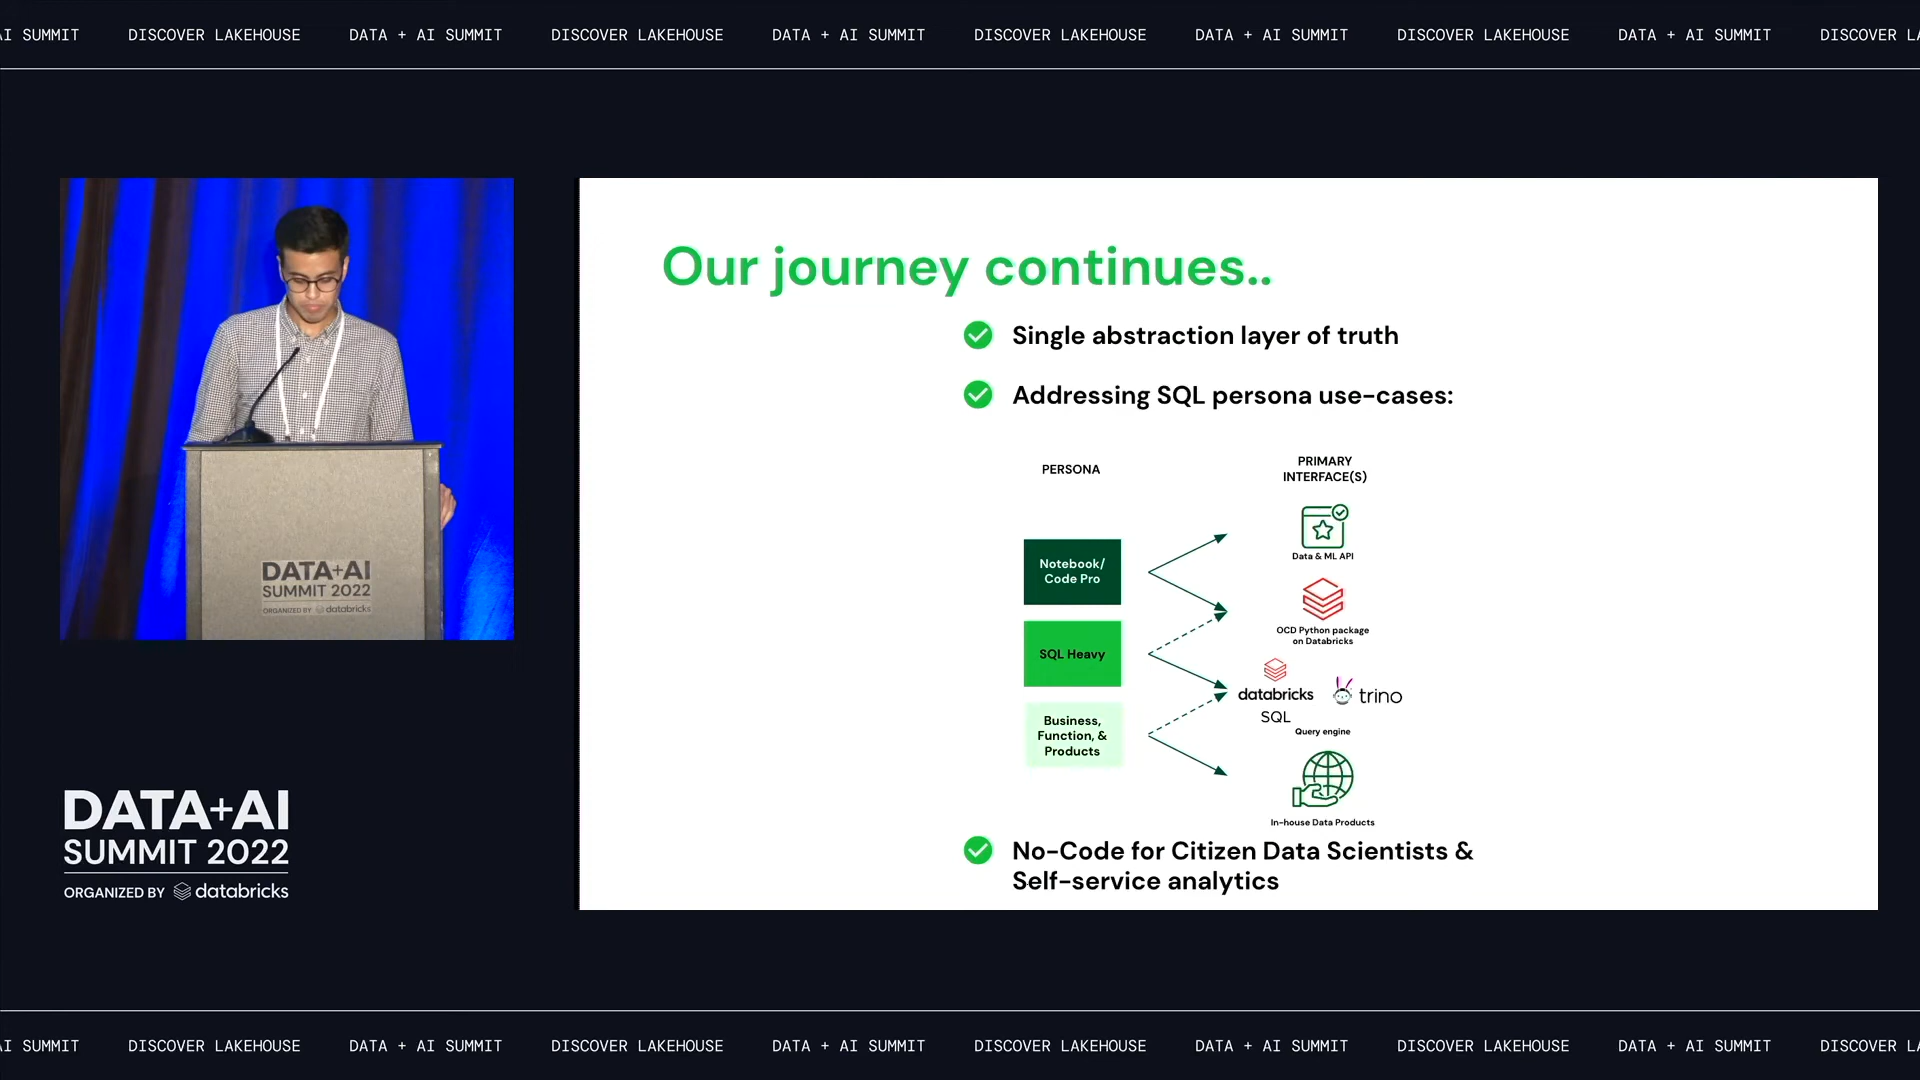 AI SUMMIT DISCOVER LAKEHOUSE DATA + AI SUMMIT DISCOVER LAKEHOUSE DATA + AI SUMMIT DISCOVER LAKEHOUSE DATA + AI SUMMIT DISCOVER LAKEHOUSE DATA + AI SUMMIT DISCOVER LA
Our journey continues..
Single abstraction layer of truth
Addressing SQL persona use-cases:
PERSONA
PRIMARY
INTERFACE(S)
Notebook/
Code Pro
SQL Heavy
Business,
Function, &
Products
Data & ML API
OCD Python package
on Databricks
databricks
SQL
trino
Query engine
In-house Data Products
No-Code for Citizen Data Scientists &
Self-service analytics
DATA+AI
SUMMIT 2022
ORGANIZED BY databricks
DATA+AI
SUMMIT 2022
ORGANIZED BY databricks
AI SUMMIT DISCOVER LAKEHOUSE DATA + AI SUMMIT DISCOVER LAKEHOUSE DATA + AI SUMMIT DISCOVER LAKEHOUSE DATA + AI SUMMIT DISCOVER LAKEHOUSE DATA + AI SUMMIT DISCOVER LA